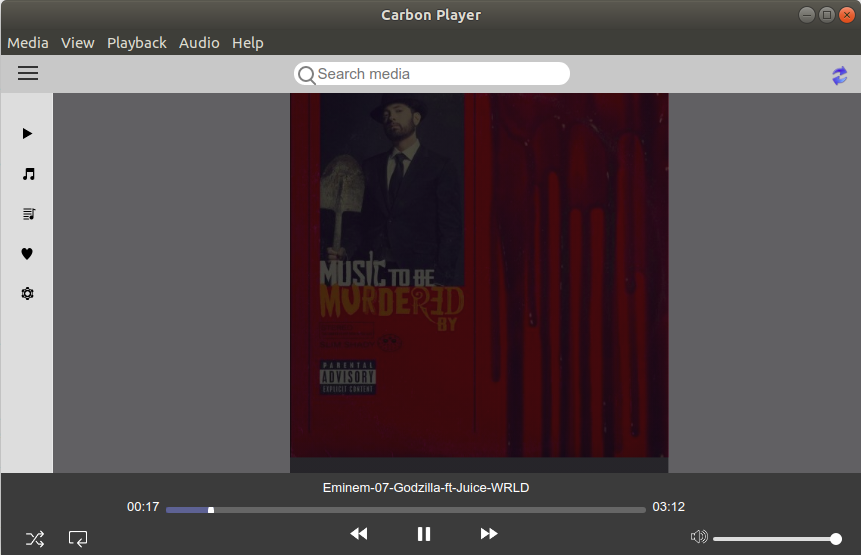 Carbon Player
Media View Playback Audio Help
Search media
MUSIC TO BE
MURDERED
BY
PARENTAL
ADVISORY
EXPLICIT CONTENT
Eminem-07-Godzilla-ft-Juice-WRLD
00:17 03:12